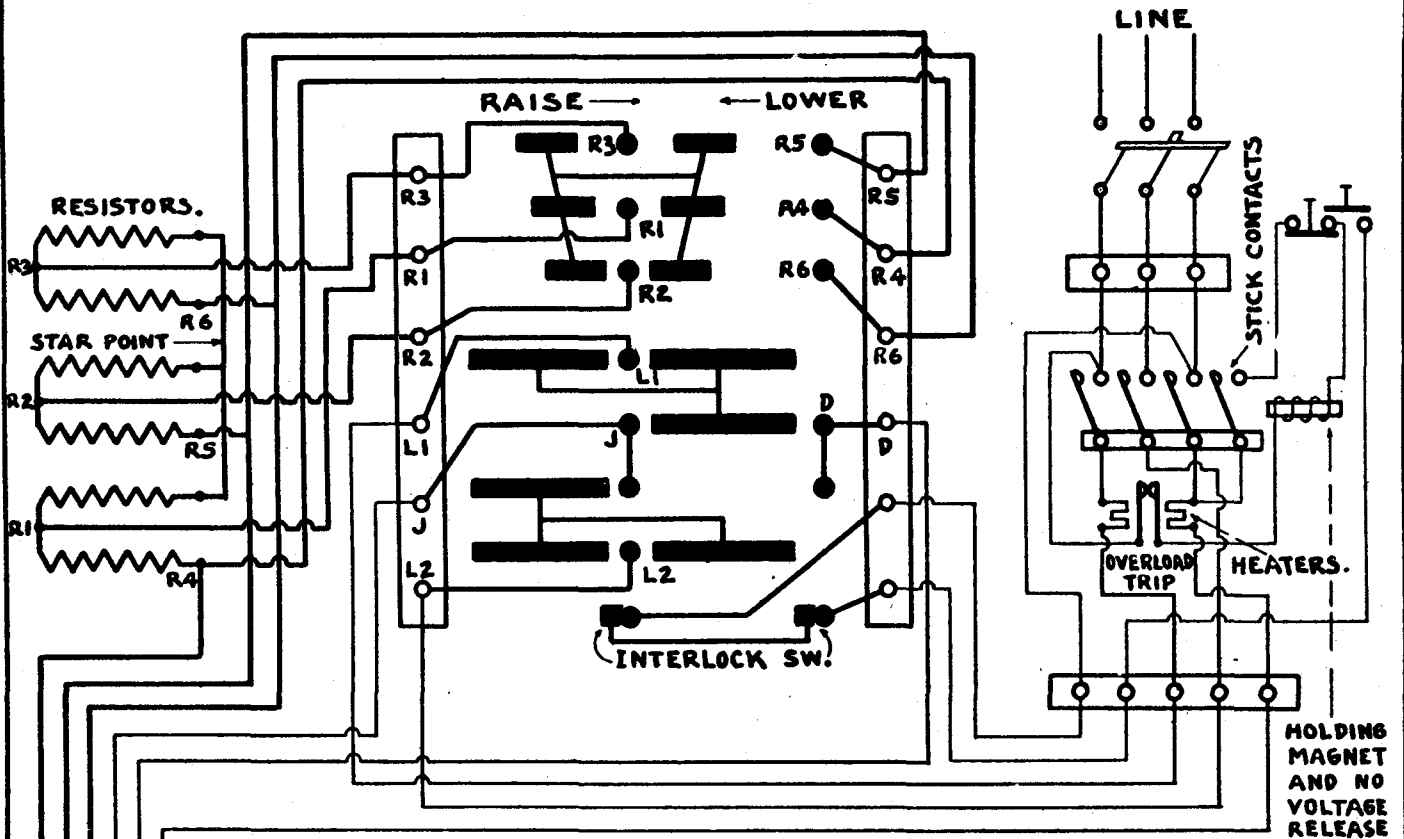 LINE
RAISE
LOWER
R3
R5
STICK CONTACTS
R3
R5
RESISTORS.
R1
R4
R1
R4
R3
R2
R6
R6
STAR POINT
R2
R6
L1
R2
D
R5
L1
J
D
R1
J
R4
L2
L2
OVERLOAD
TRIP
HEATERS.
INTERLOCK SW.
HOLDING
MAGNET
AND NO
VOLTAGE
RELEASE